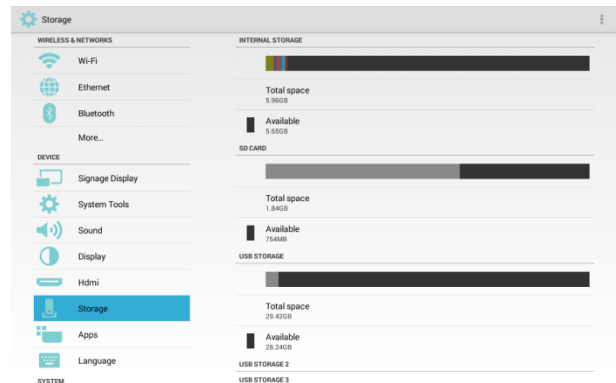 Storage
WIRELESS & NETWORKS
Wi-Fi
Ethernet
Bluetooth
More...
DEVICE
Signage Display
System Tools
Sound
Display
Hdmi
Storage
Apps
Language
SYSTEM
INTERNAL STORAGE
Total space
5.96GB
Available
5.65GB
SD CARD
Total space
1.84GB
Available
754MB
USB STORAGE
Total space
29.42GB
Available
28.24GB
USB STORAGE 2
USB STORAGE 3